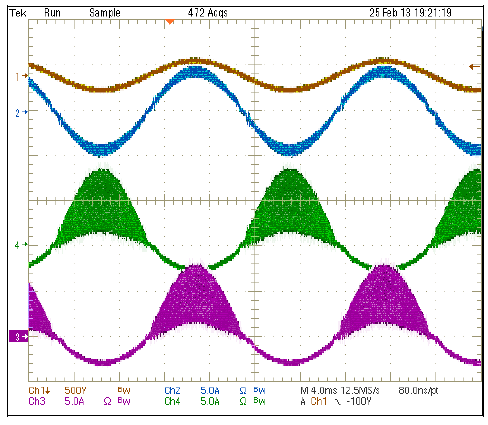 Tek Run Sample 472 Acqs 25 Feb 13 19:21:19
1
2
4
3
Ch1 500V Bw Ch2 5.0A Ω Bw M 4.0ms 12.5MS/s 80.0ns/pt
Ch3 5.0A Ω Bw Ch4 5.0A Ω Bw A Ch1 -100V